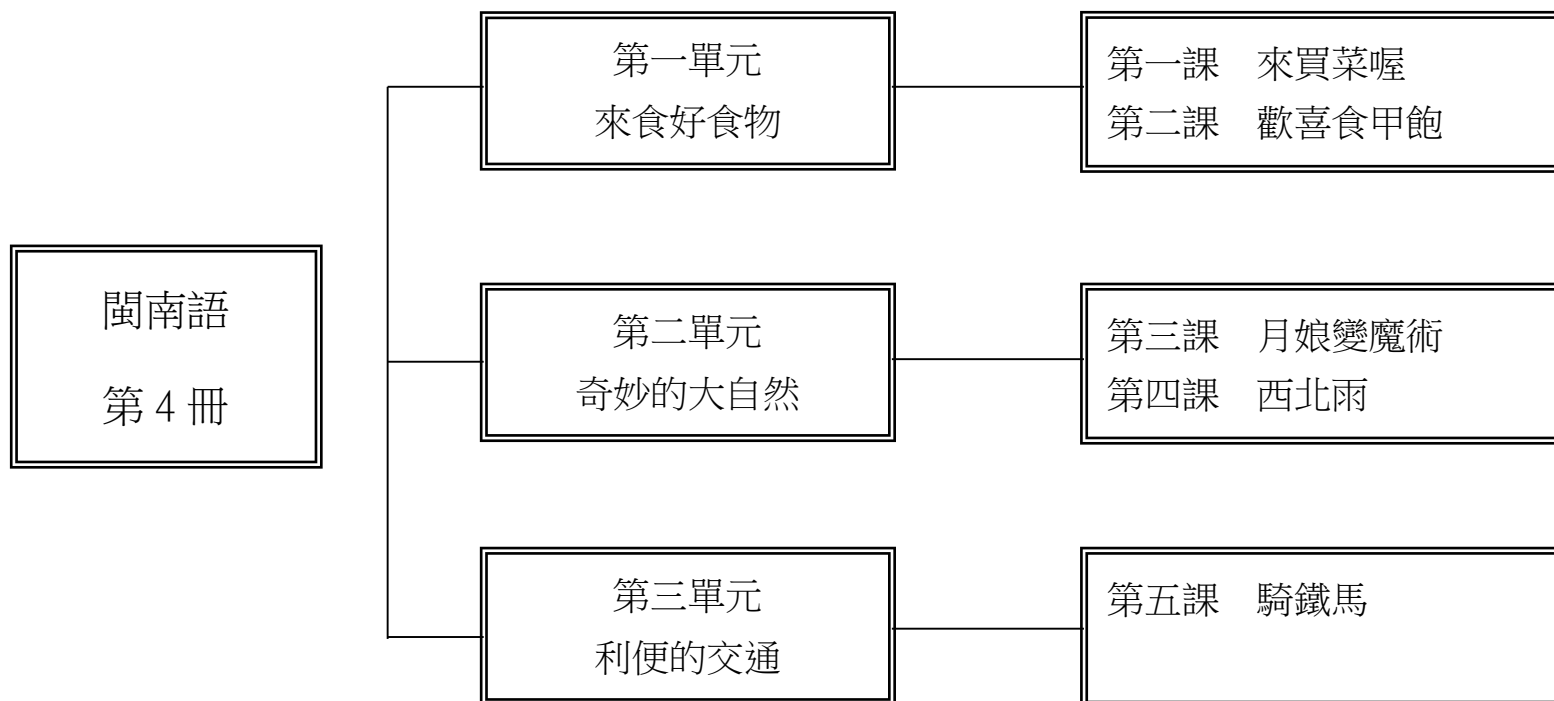 閩南語
第 4 冊
第一單元
來食好食物
第一課　來買菜喔
第二課　歡喜食甲飽
第二單元
奇妙的大自然
第三課　月娘變魔術
第四課　西北雨
第三單元
利便的交通
第五課　騎鐵馬